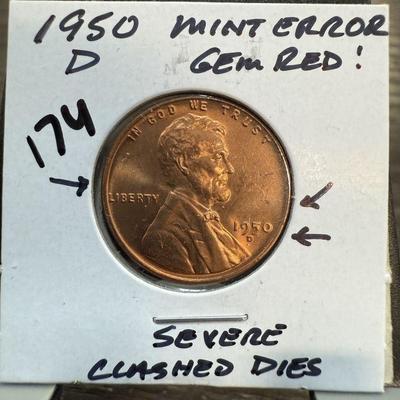 1950 MINT ERROR
D GEM RED!
174
IN GOD WE TRUST
LIBERTY
1950
D
SEVERE
CLASHED DIES